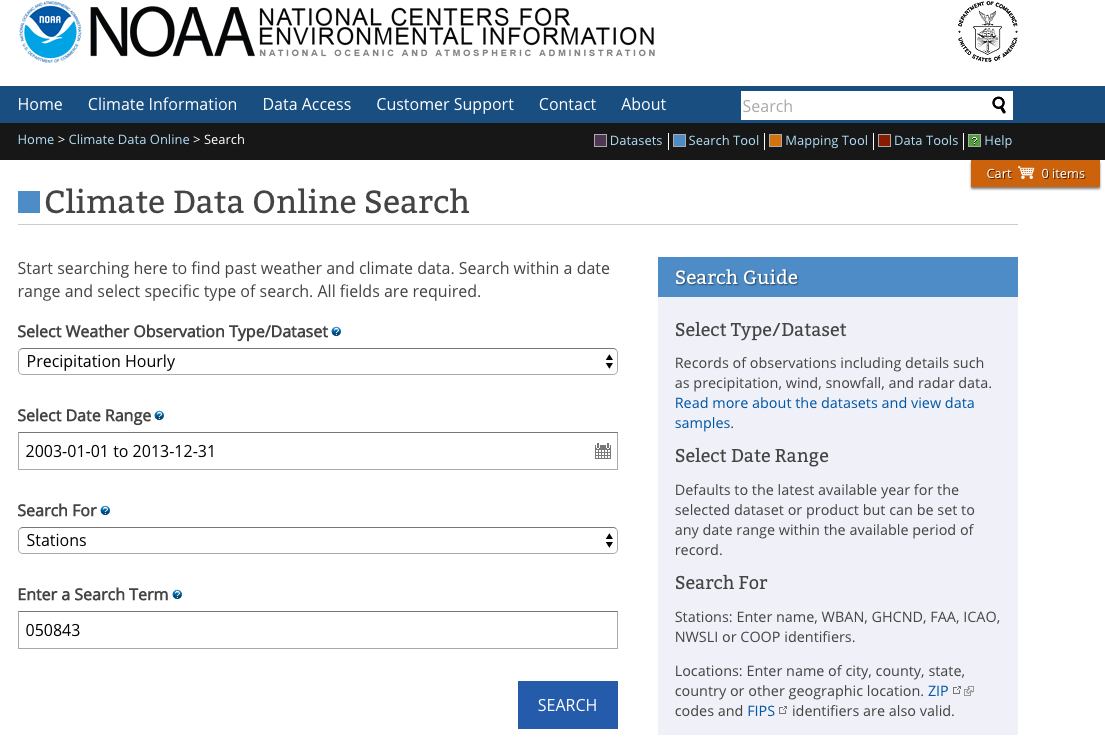 NOAA
NATIONAL CENTERS FOR
ENVIRONMENTAL INFORMATION
NATIONAL OCEANIC AND ATMOSPHERIC ADMINISTRATION
DEPARTMENT OF COMMERCE
UNITED STATES OF AMERICA
Home Climate Information Data Access Customer Support Contact About Search
Home > Climate Data Online > Search
Datasets Search Tool Mapping Tool Data Tools ? Help
Cart 0 items
Climate Data Online Search
Start searching here to find past weather and climate data. Search within a date
range and select specific type of search. All fields are required.
Select Weather Observation Type/Dataset ?
Precipitation Hourly
Select Date Range ?
2003-01-01 to 2013-12-31
Search For ?
Stations
Enter a Search Term ?
050843
SEARCH
Search Guide
Select Type/Dataset
Records of observations including details such
as precipitation, wind, snowfall, and radar data.
Read more about the datasets and view data
samples.
Select Date Range
Defaults to the latest available year for the
selected dataset or product but can be set to
any date range within the available period of
record.
Search For
Stations: Enter name, WBAN, GHCND, FAA, ICAO,
NWSLI or COOP identifiers.
Locations: Enter name of city, county, state,
country or other geographic location. ZIP
codes and FIPS identifiers are also valid.